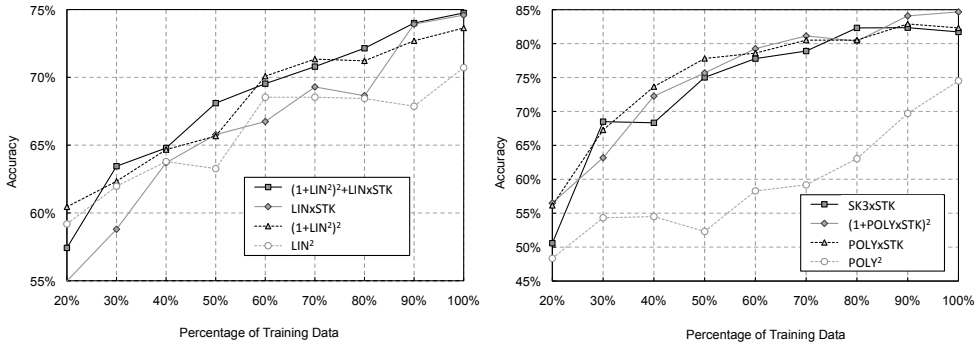 75%
70%
65%
60%
55%
Accuracy
20% 30% 40% 50% 60% 70% 80% 90% 100%
Percentage of Training Data
(1+LIN²)²+LINxSTK
LINxSTK
(1+LIN²)²
LIN²
85%
80%
75%
70%
65%
60%
55%
50%
45%
Accuracy
20% 30% 40% 50% 60% 70% 80% 90% 100%
Percentage of Training Data
SK3xSTK
(1+POLYxSTK)²
POLYxSTK
POLY²